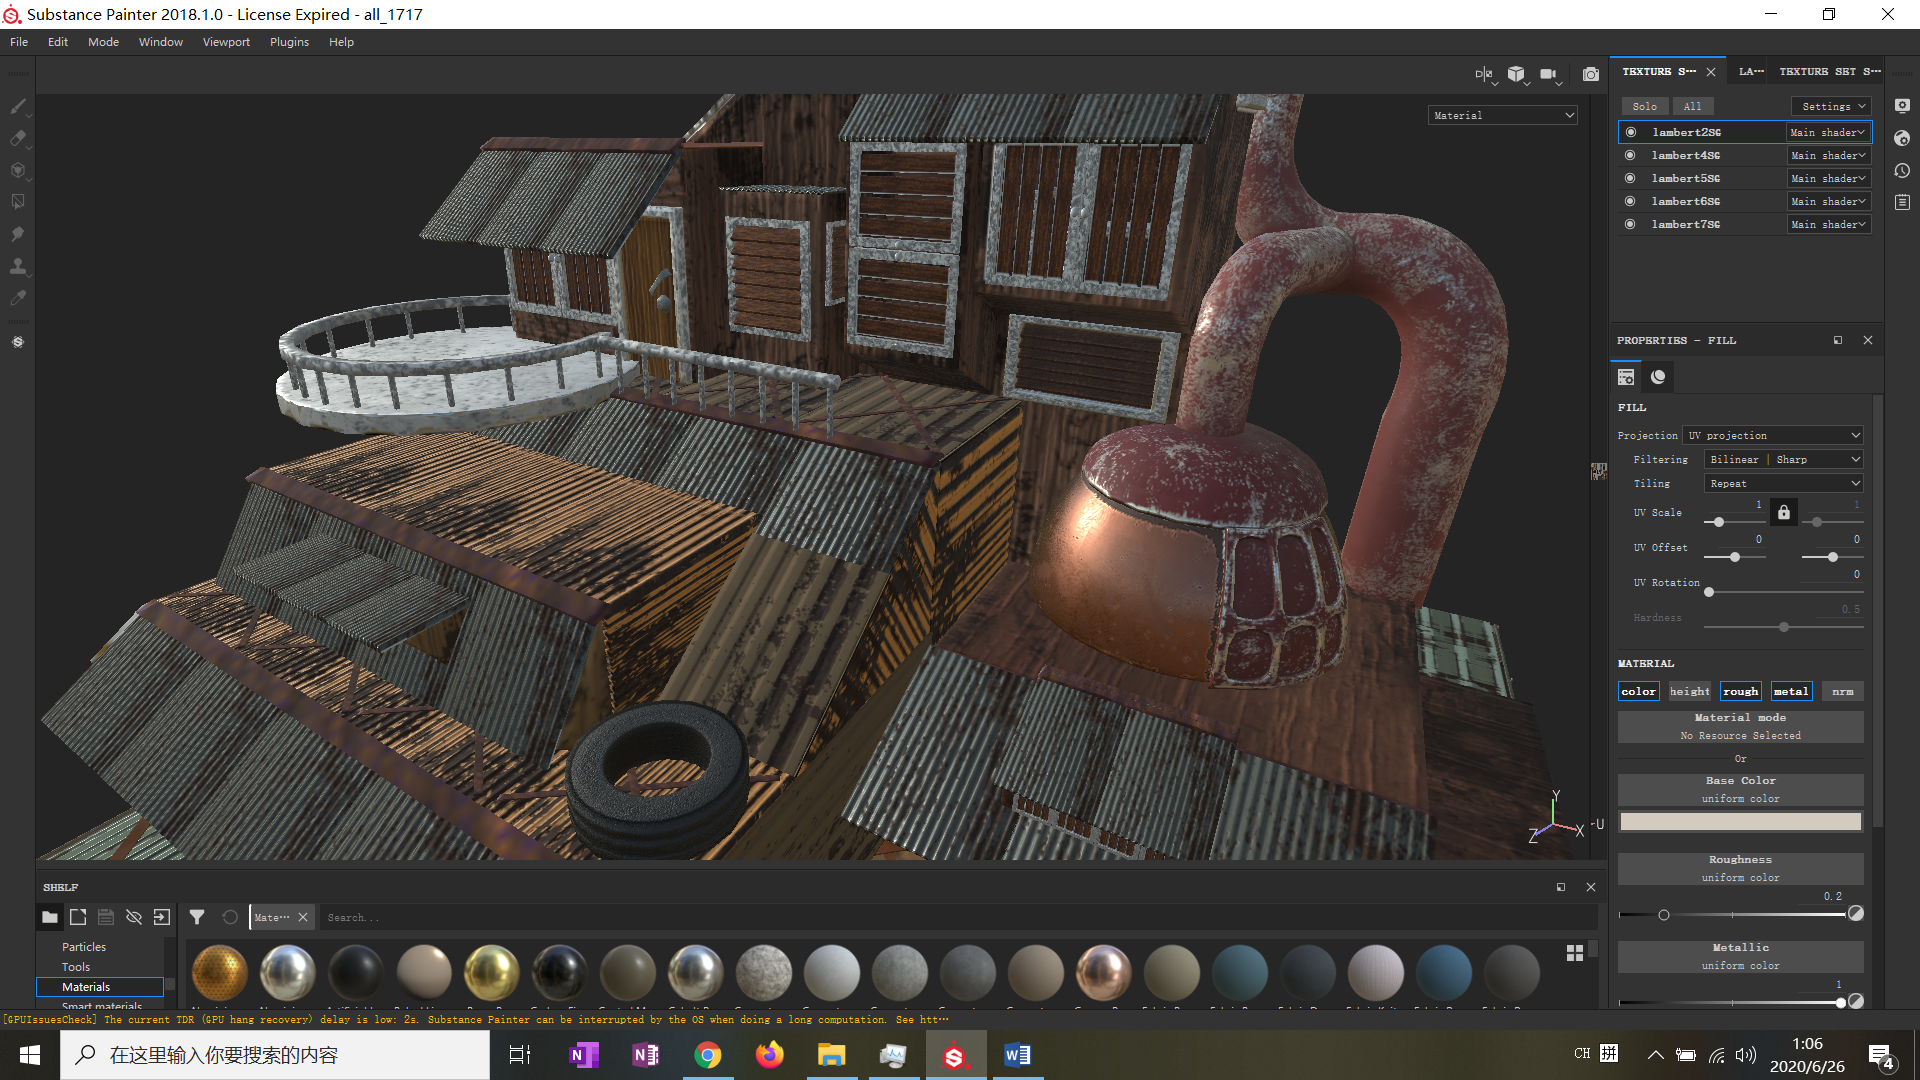 Substance Painter 2018.1.0 - License Expired - all_1717
File Edit Mode Window Viewport Plugins Help
Material
TEXTURE S··· LA··· TEXTURE SET S···
Solo All Settings
lambert2SG Main shader
lambert4SG Main shader
lambert5SG Main shader
lambert6SG Main shader
lambert7SG Main shader
PROPERTIES - FILL
FILL
Projection UV projection
Filtering Bilinear | Sharp
Tiling Repeat
UV Scale 1 1
UV Offset 0 0
UV Rotation 0
Hardness 0.5
MATERIAL
color height rough metal nrm
Material mode
No Resource Selected
Or
Base Color
uniform color
Roughness
uniform color
0.2
Metallic
uniform color
1
Y
X
Z
U
SHELF
Mate··· Search...
Particles
Tools
Materials
Smart materials
[GPUIssuesCheck] The current TDR (GPU hang recovery) delay is low: 2s. Substance Painter can be interrupted by the OS when doing a long computation. See htt···
在这里输入你要搜索的内容
CH 拼
1:06
2020/6/26
4